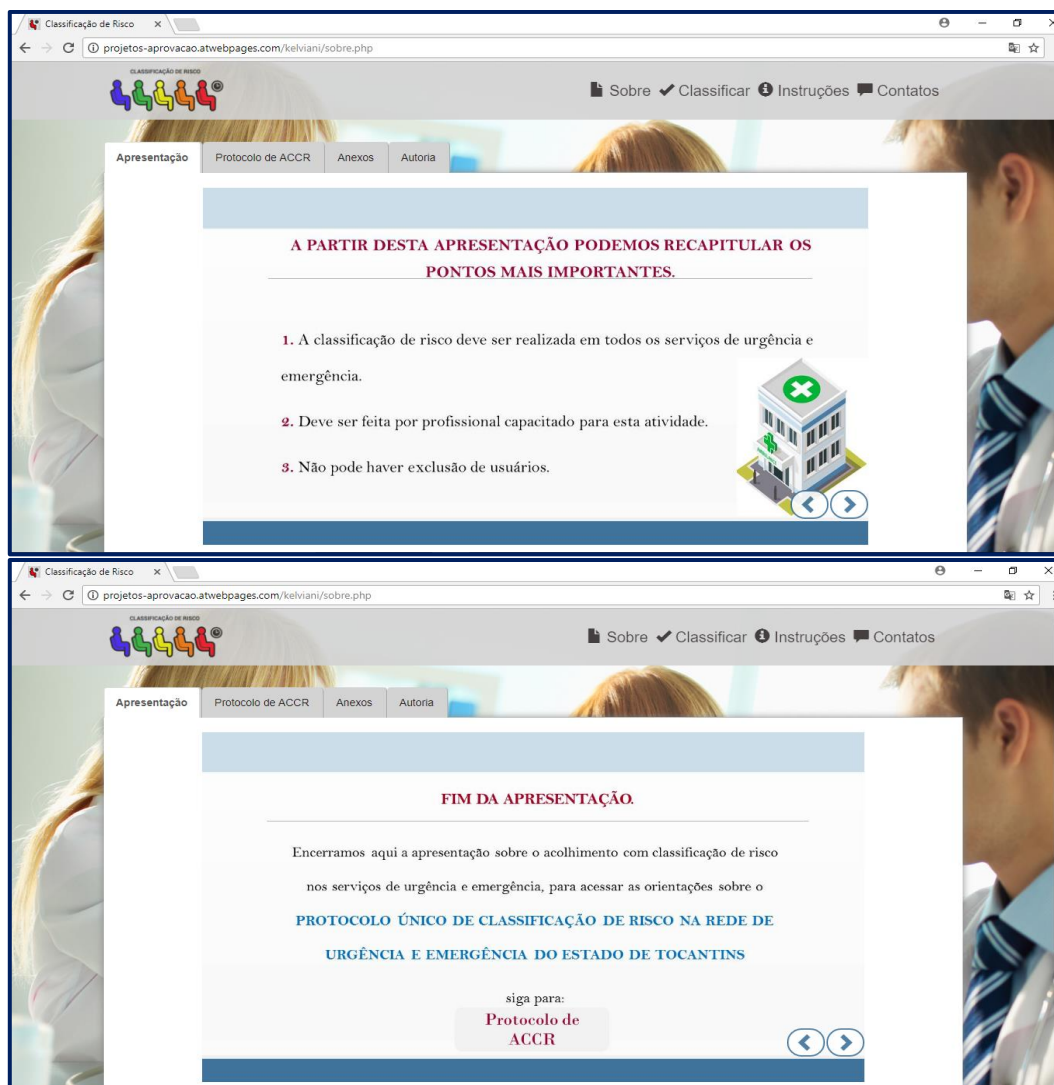 Classificação de Risco
projetos-aprovacao.atwebpages.com/kelviani/sobre.php
CLASSIFICAÇÃO DE RISCO
Sobre Classificar Instruções Contatos
Apresentação Protocolo de ACCR Anexos Autoria
A PARTIR DESTA APRESENTAÇÃO PODEMOS RECAPITULAR OS
PONTOS MAIS IMPORTANTES.
1. A classificação de risco deve ser realizada em todos os serviços de urgência e
emergência.
2. Deve ser feita por profissional capacitado para esta atividade.
3. Não pode haver exclusão de usuários.
Classificação de Risco
projetos-aprovacao.atwebpages.com/kelviani/sobre.php
CLASSIFICAÇÃO DE RISCO
Sobre Classificar Instruções Contatos
Apresentação Protocolo de ACCR Anexos Autoria
FIM DA APRESENTAÇÃO.
Encerramos aqui a apresentação sobre o acolhimento com classificação de risco
nos serviços de urgência e emergência, para acessar as orientações sobre o
PROTOCOLO ÚNICO DE CLASSIFICAÇÃO DE RISCO NA REDE DE
URGÊNCIA E EMERGÊNCIA DO ESTADO DE TOCANTINS
siga para:
Protocolo de
ACCR